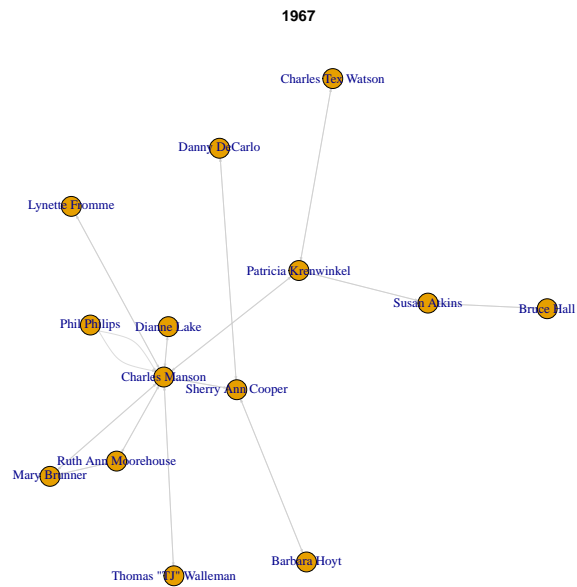 1967
Charles Tex Watson
Danny DeCarlo
Lynette Fromme
Patricia Krenwinkel
Susan Atkins
Bruce Hall
Phil Philips
Dianne Lake
Charles Manson
Sherry Ann Cooper
Ruth Ann Moorehouse
Mary Brunner
Barbara Hoyt
Thomas "TJ" Walleman